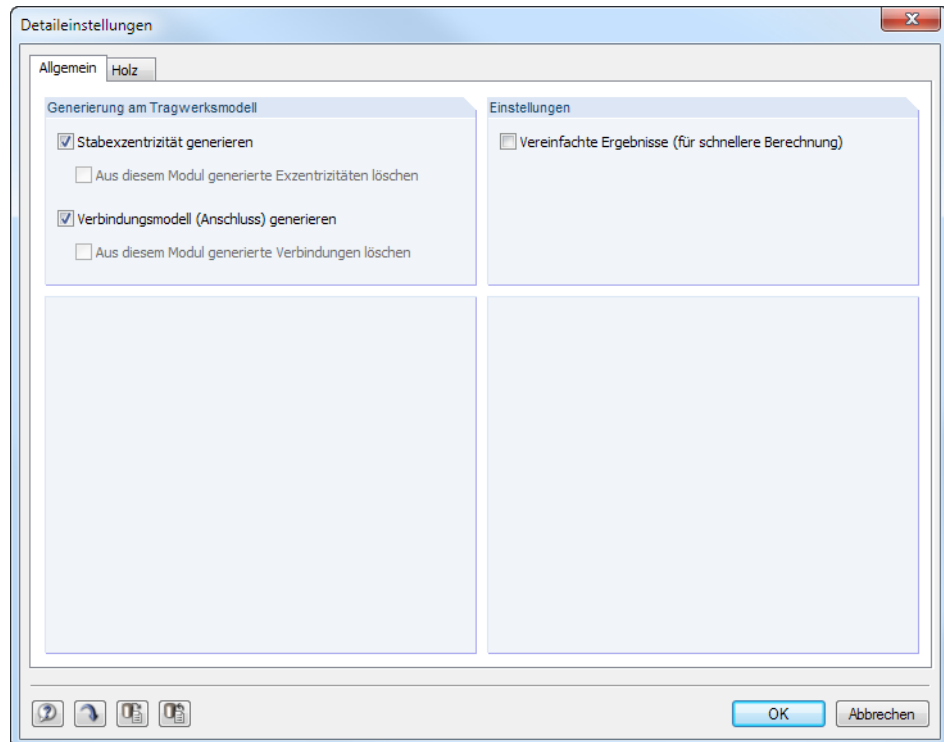 Detaileinstellungen
Allgemein
Holz
Generierung am Tragwerksmodell
Stabexzentrizität generieren
Aus diesem Modul generierte Exzentrizitäten löschen
Verbindungsmodell (Anschluss) generieren
Aus diesem Modul generierte Verbindungen löschen
Einstellungen
Vereinfachte Ergebnisse (für schnellere Berechnung)
OK
Abbrechen